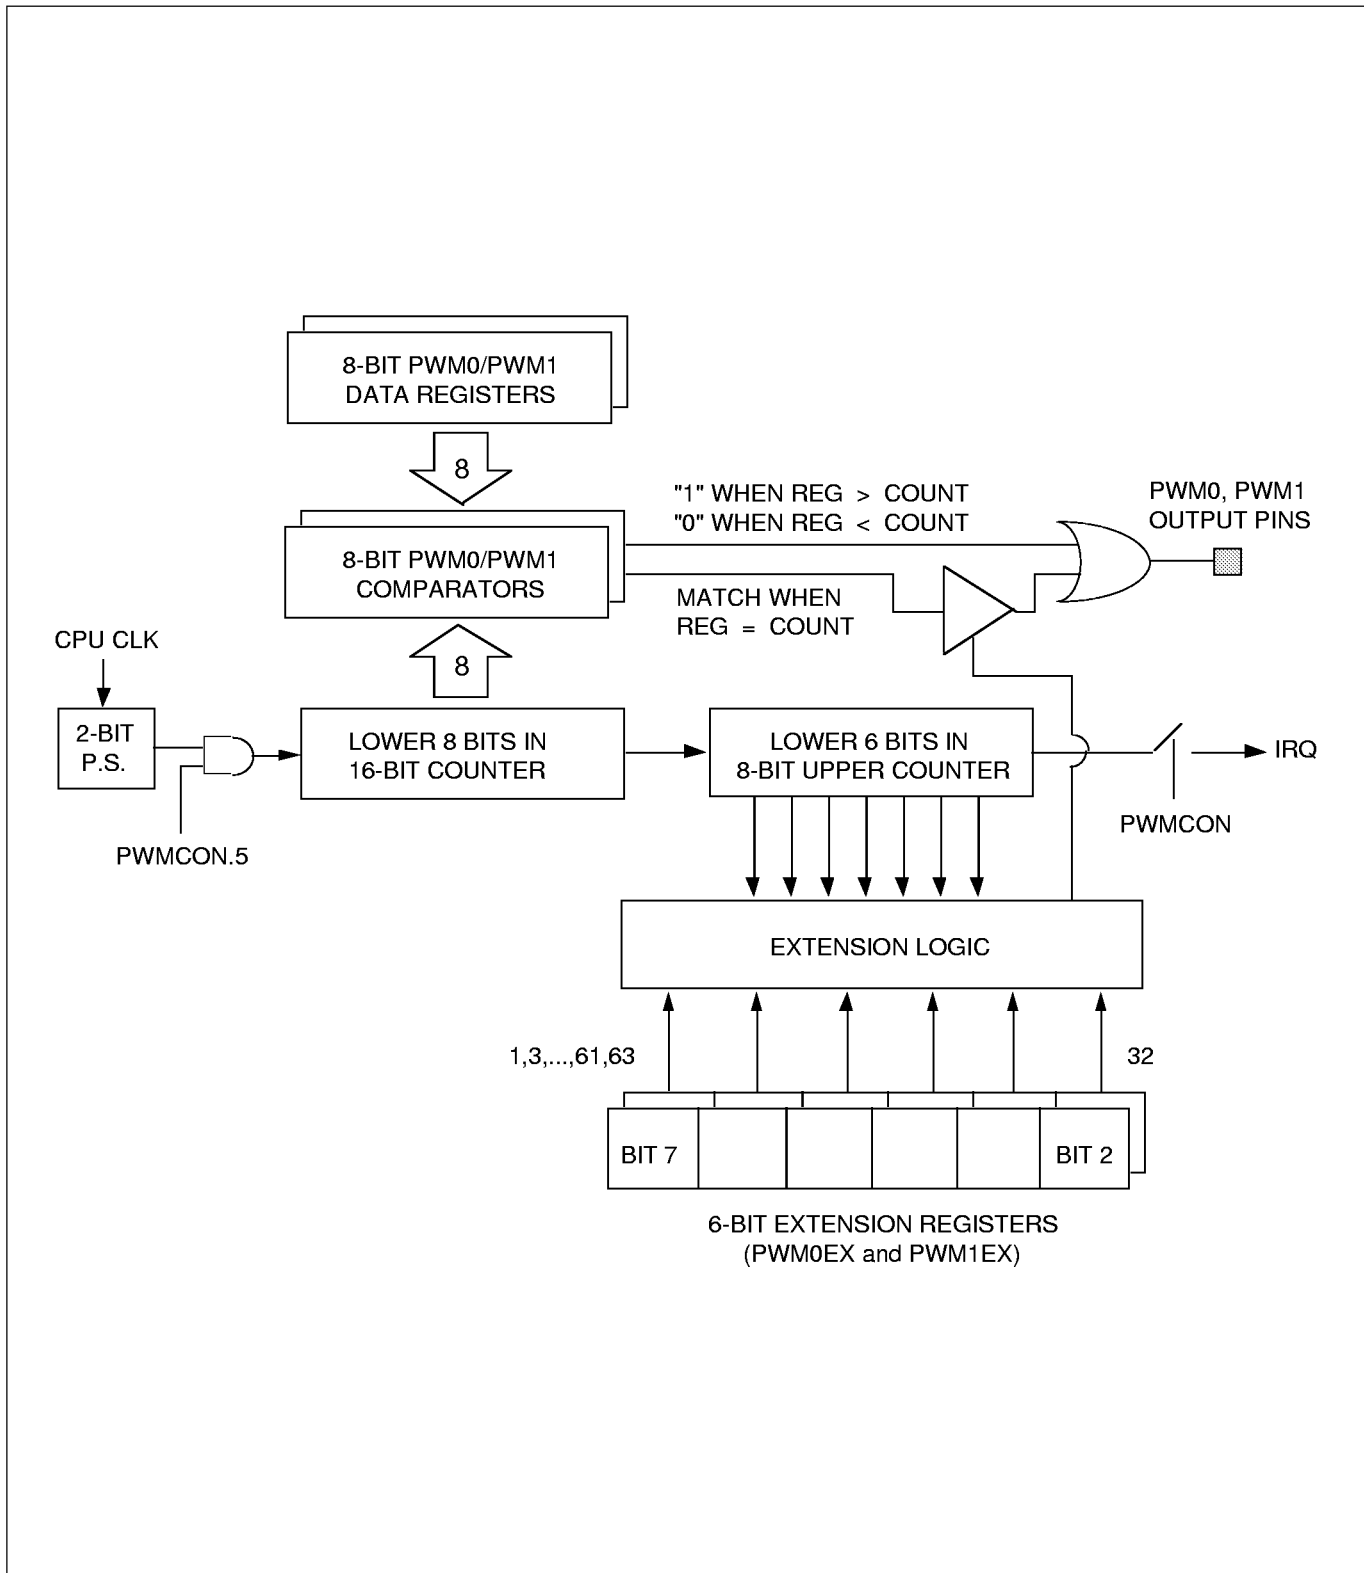 8-BIT PWM0/PWM1
DATA REGISTERS
8
"1" WHEN REG > COUNT
"0" WHEN REG < COUNT
PWM0, PWM1
OUTPUT PINS
8-BIT PWM0/PWM1
COMPARATORS
MATCH WHEN
REG = COUNT
CPU CLK
8
2-BIT
P.S.
LOWER 8 BITS IN
16-BIT COUNTER
LOWER 6 BITS IN
8-BIT UPPER COUNTER
IRQ
PWMCON.5
PWMCON
EXTENSION LOGIC
1,3,...,61,63
32
BIT 7
BIT 2
6-BIT EXTENSION REGISTERS
(PWM0EX and PWM1EX)